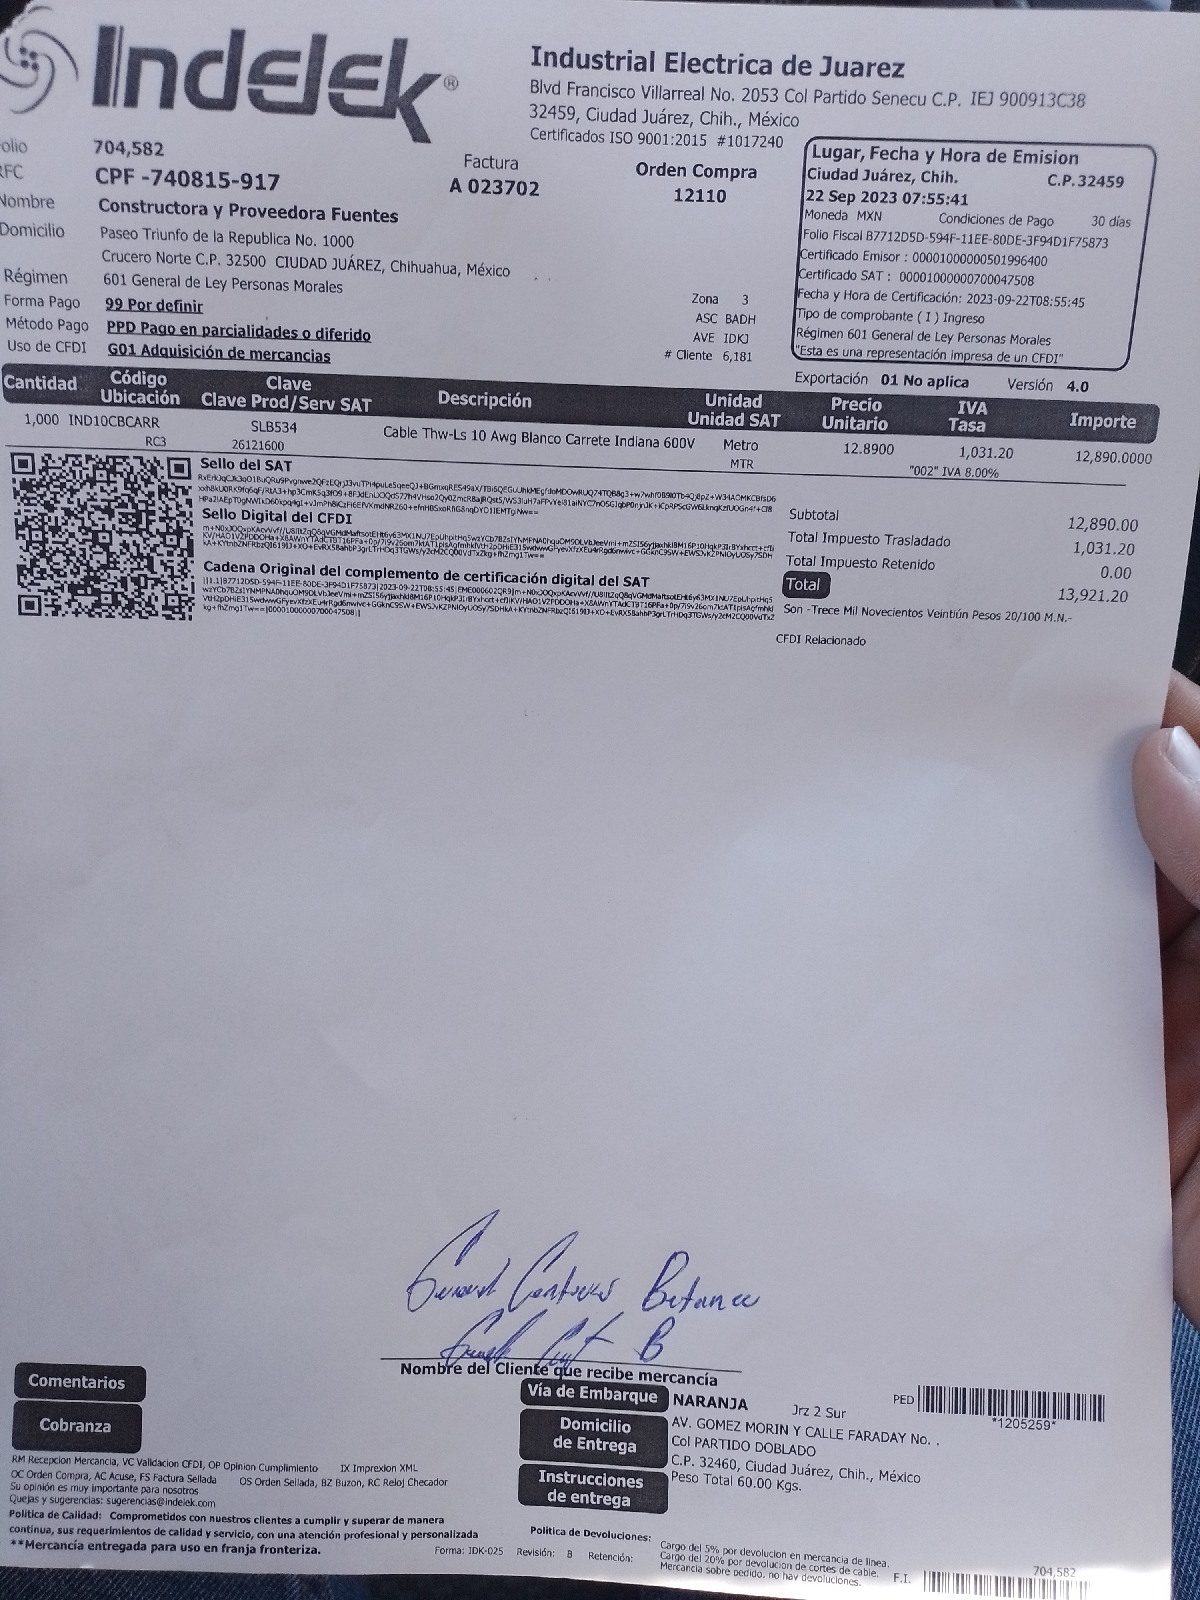 Indelek®
Industrial Electrica de Juarez
Blvd Francisco Villarreal No. 2053 Col Partido Senecu C.P. IEJ 900913C38
32459, Ciudad Juárez, Chih., México
Certificados ISO 9001:2015 #1017240
olio 704,582
RFC CPF -740815-917
Factura
A 023702
Orden Compra
12110
Nombre Constructora y Proveedora Fuentes
Domicilio Paseo Triunfo de la Republica No. 1000
Crucero Norte C.P. 32500 CIUDAD JUÁREZ, Chihuahua, México
Régimen 601 General de Ley Personas Morales
Forma Pago 99 Por definir
Método Pago PPD Pago en parcialidades o diferido
Uso de CFDI G01 Adquisición de mercancias
Zona 3
ASC BADH
AVE IDKJ
# Cliente 6,181
Lugar, Fecha y Hora de Emision
Ciudad Juárez, Chih. C.P.32459
22 Sep 2023 07:55:41
Moneda MXN Condiciones de Pago 30 días
Folio Fiscal B7712D5D-594F-11EE-80DE-3F94D1F75873
Certificado Emisor : 00001000000501996400
Certificado SAT : 00001000000700047508
Fecha y Hora de Certificación: 2023-09-22T08:55:45
Tipo de comprobante ( I ) Ingreso
Régimen 601 General de Ley Personas Morales
"Esta es una representación impresa de un CFDI"
Exportación 01 No aplica Versión 4.0
Cantidad Código Ubicación Clave Clave Prod/Serv SAT Descripción Unidad Unidad SAT Precio Unitario IVA Tasa Importe
1,000 IND10CBCARR SLB534 Cable Thw-Ls 10 Awg Blanco Carrete Indiana 600V Metro 12.8900 1,031.20 12,890.0000
RC3 26121600 MTR "002" IVA 8.00%
Sello del SAT
Sello Digital del CFDI
Cadena Original del complemento de certificación digital del SAT
Subtotal 12,890.00
Total Impuesto Trasladado 1,031.20
Total Impuesto Retenido 0.00
Total 13,921.20
Son -Trece Mil Novecientos Veintiún Pesos 20/100 M.N.-
CFDI Relacionado
Contreras
B
Nombre del Cliente que recibe mercancía
Comentarios
Cobranza
Vía de Embarque NARANJA Jrz 2 Sur
PED *1205259*
Domicilio de Entrega AV. GOMEZ MORIN Y CALLE FARADAY No. .
Col PARTIDO DOBLADO
C.P. 32460, Ciudad Juárez, Chih., México
Instrucciones de entrega Peso Total 60.00 Kgs.
RM Recepcion Mercancia, VC Validacion CFDI, OP Opinion Cumplimiento IX Imprexion XML
OC Orden Compra, AC Acuse, FS Factura Sellada OS Orden Sellada, BZ Buzon, RC Reloj Checador
Su opinión es muy importante para nosotros
Quejas y sugerencias: sugerencias@indelek.com
Politica de Calidad: Comprometidos con nuestros clientes a cumplir y superar de manera
continua, sus requerimientos de calidad y servicio, con una atención profesional y personalizada
**Mercancía entregada para uso en franja fronteriza.
Forma: IDK-025 Revisión: B Retención:
Politica de Devoluciones:
Cargo del 5% por devolucion en mercancia de linea.
Cargo del 20% por devolucion de cortes de cable.
Mercancia sobre pedido, no hay devoluciones.
F.I. 704,582